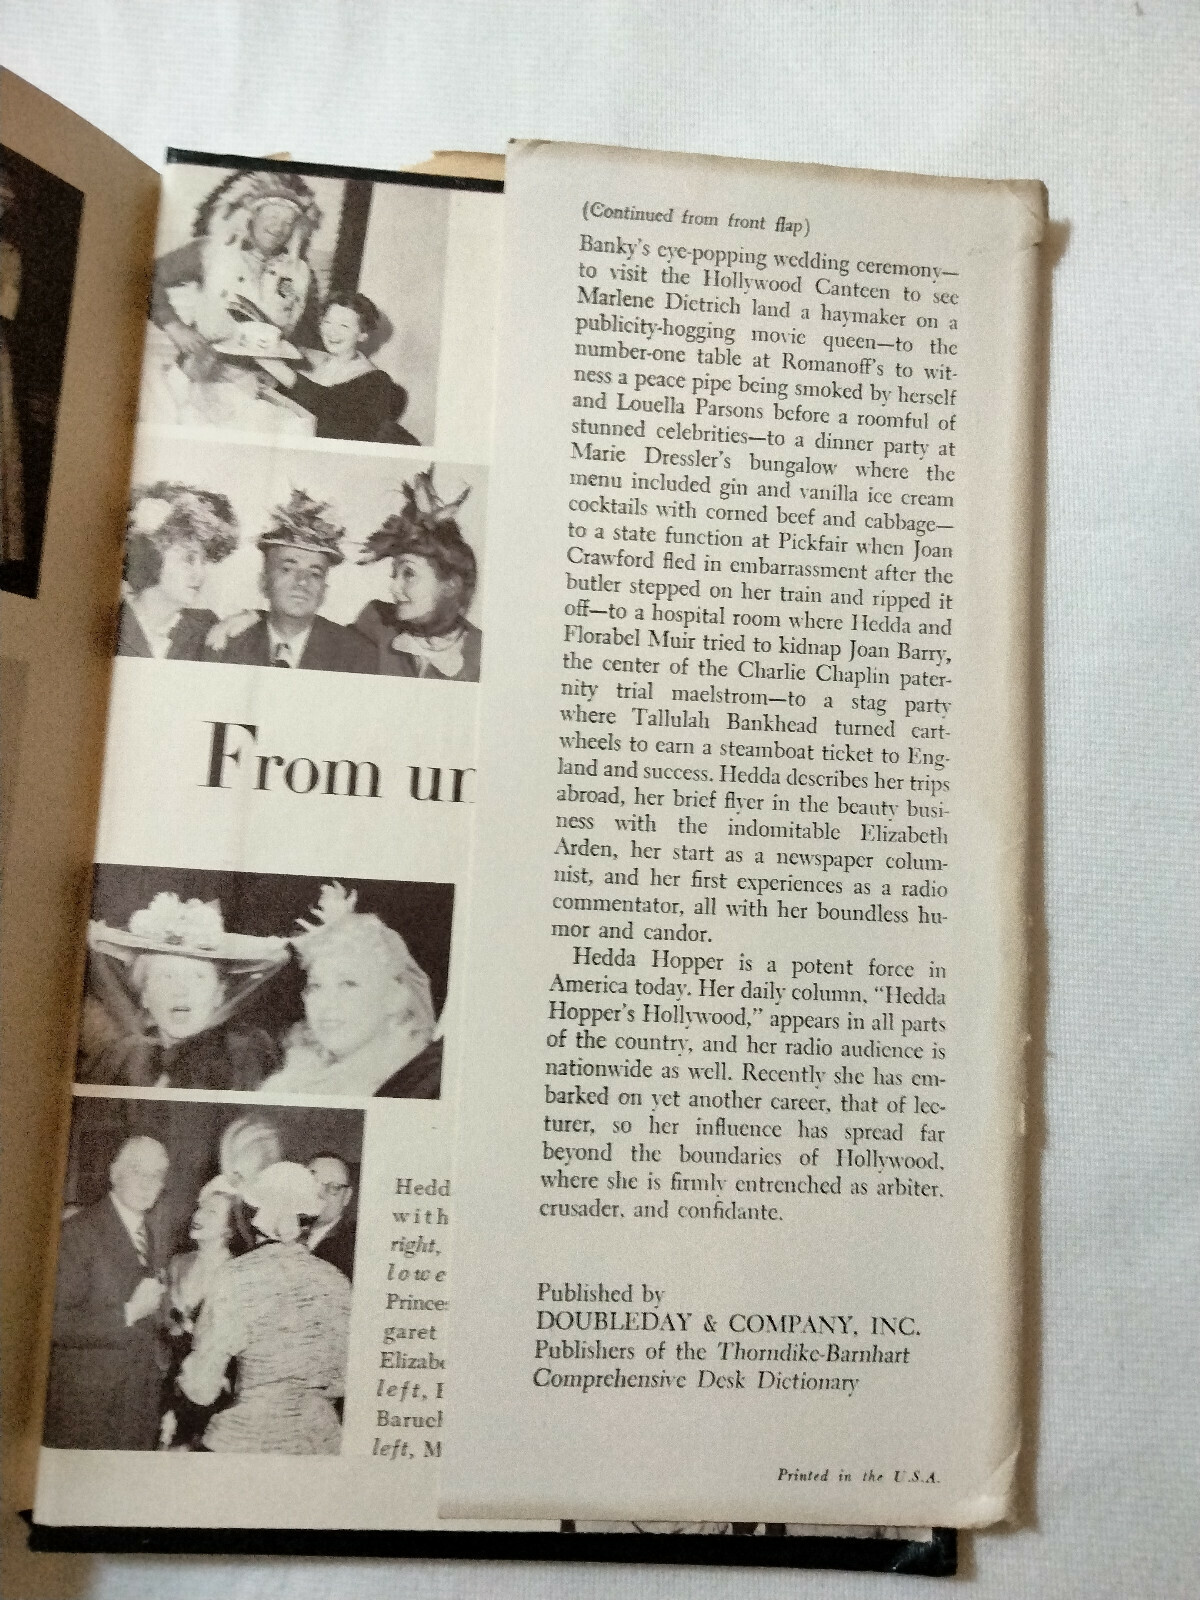 From
Hedd
with
right,
lowe
Prince
garet
Elizab
left,
Baruc
left, M
(Continued from front flap)
Banky's eye-popping wedding ceremony—
to visit the Hollywood Canteen to see
Marlene Dietrich land a haymaker on a
publicity-hogging movie queen—to the
number-one table at Romanoff's to wit-
ness a peace pipe being smoked by herself
and Louella Parsons before a roomful of
stunned celebrities—to a dinner party at
Marie Dressler's bungalow where the
menu included gin and vanilla ice cream
cocktails with corned beef and cabbage—
to a state function at Pickfair when Joan
Crawford fled in embarrassment after the
butler stepped on her train and ripped it
off—to a hospital room where Hedda and
Florabel Muir tried to kidnap Joan Barry,
the center of the Charlie Chaplin pater-
nity trial maelstrom—to a stag party
where Tallulah Bankhead turned cart-
wheels to earn a steamboat ticket to Eng-
land and success. Hedda describes her trips
abroad, her brief flyer in the beauty busi-
ness with the indomitable Elizabeth
Arden, her start as a newspaper colum-
nist, and her first experiences as a radio
commentator, all with her boundless hu-
mor and candor.
Hedda Hopper is a potent force in
America today. Her daily column, "Hedda
Hopper's Hollywood," appears in all parts
of the country, and her radio audience is
nationwide as well. Recently she has em-
barked on yet another career, that of lec-
turer, so her influence has spread far
beyond the boundaries of Hollywood,
where she is firmly entrenched as arbiter,
crusader, and confidante.
Published by
DOUBLEDAY & COMPANY, INC.
Publishers of the Thorndike-Barnhart
Comprehensive Desk Dictionary
Printed in the U.S.A.